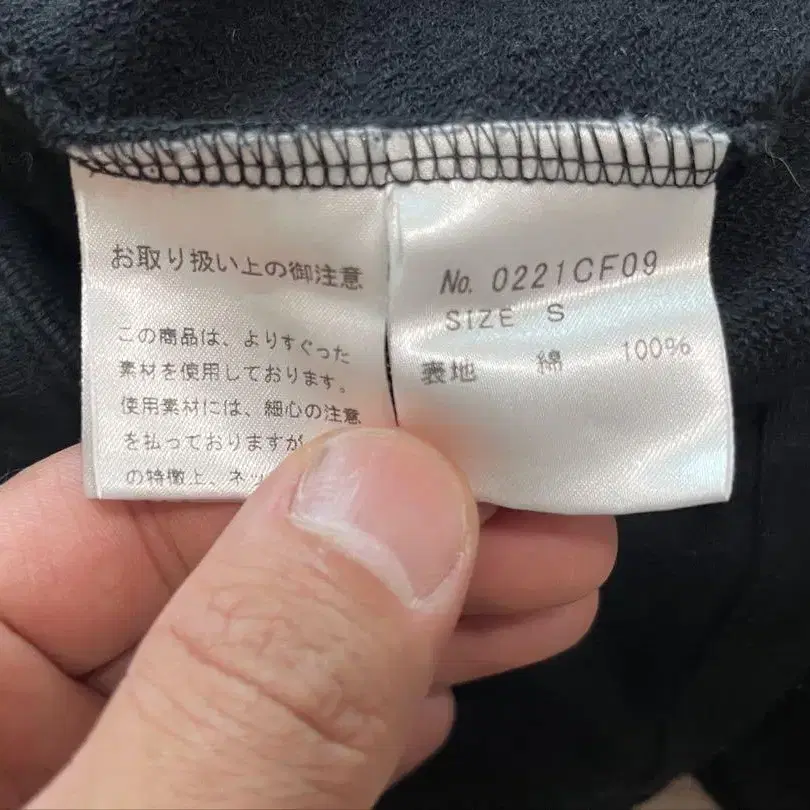 お取り扱い上の御注意
この商品は、よりすぐった
素材を使用しております。
使用素材には、細心の注意
を払っておりますが
の特徴上、ネッ
No. 0221CF09
SIZE S
表地 綿 100%